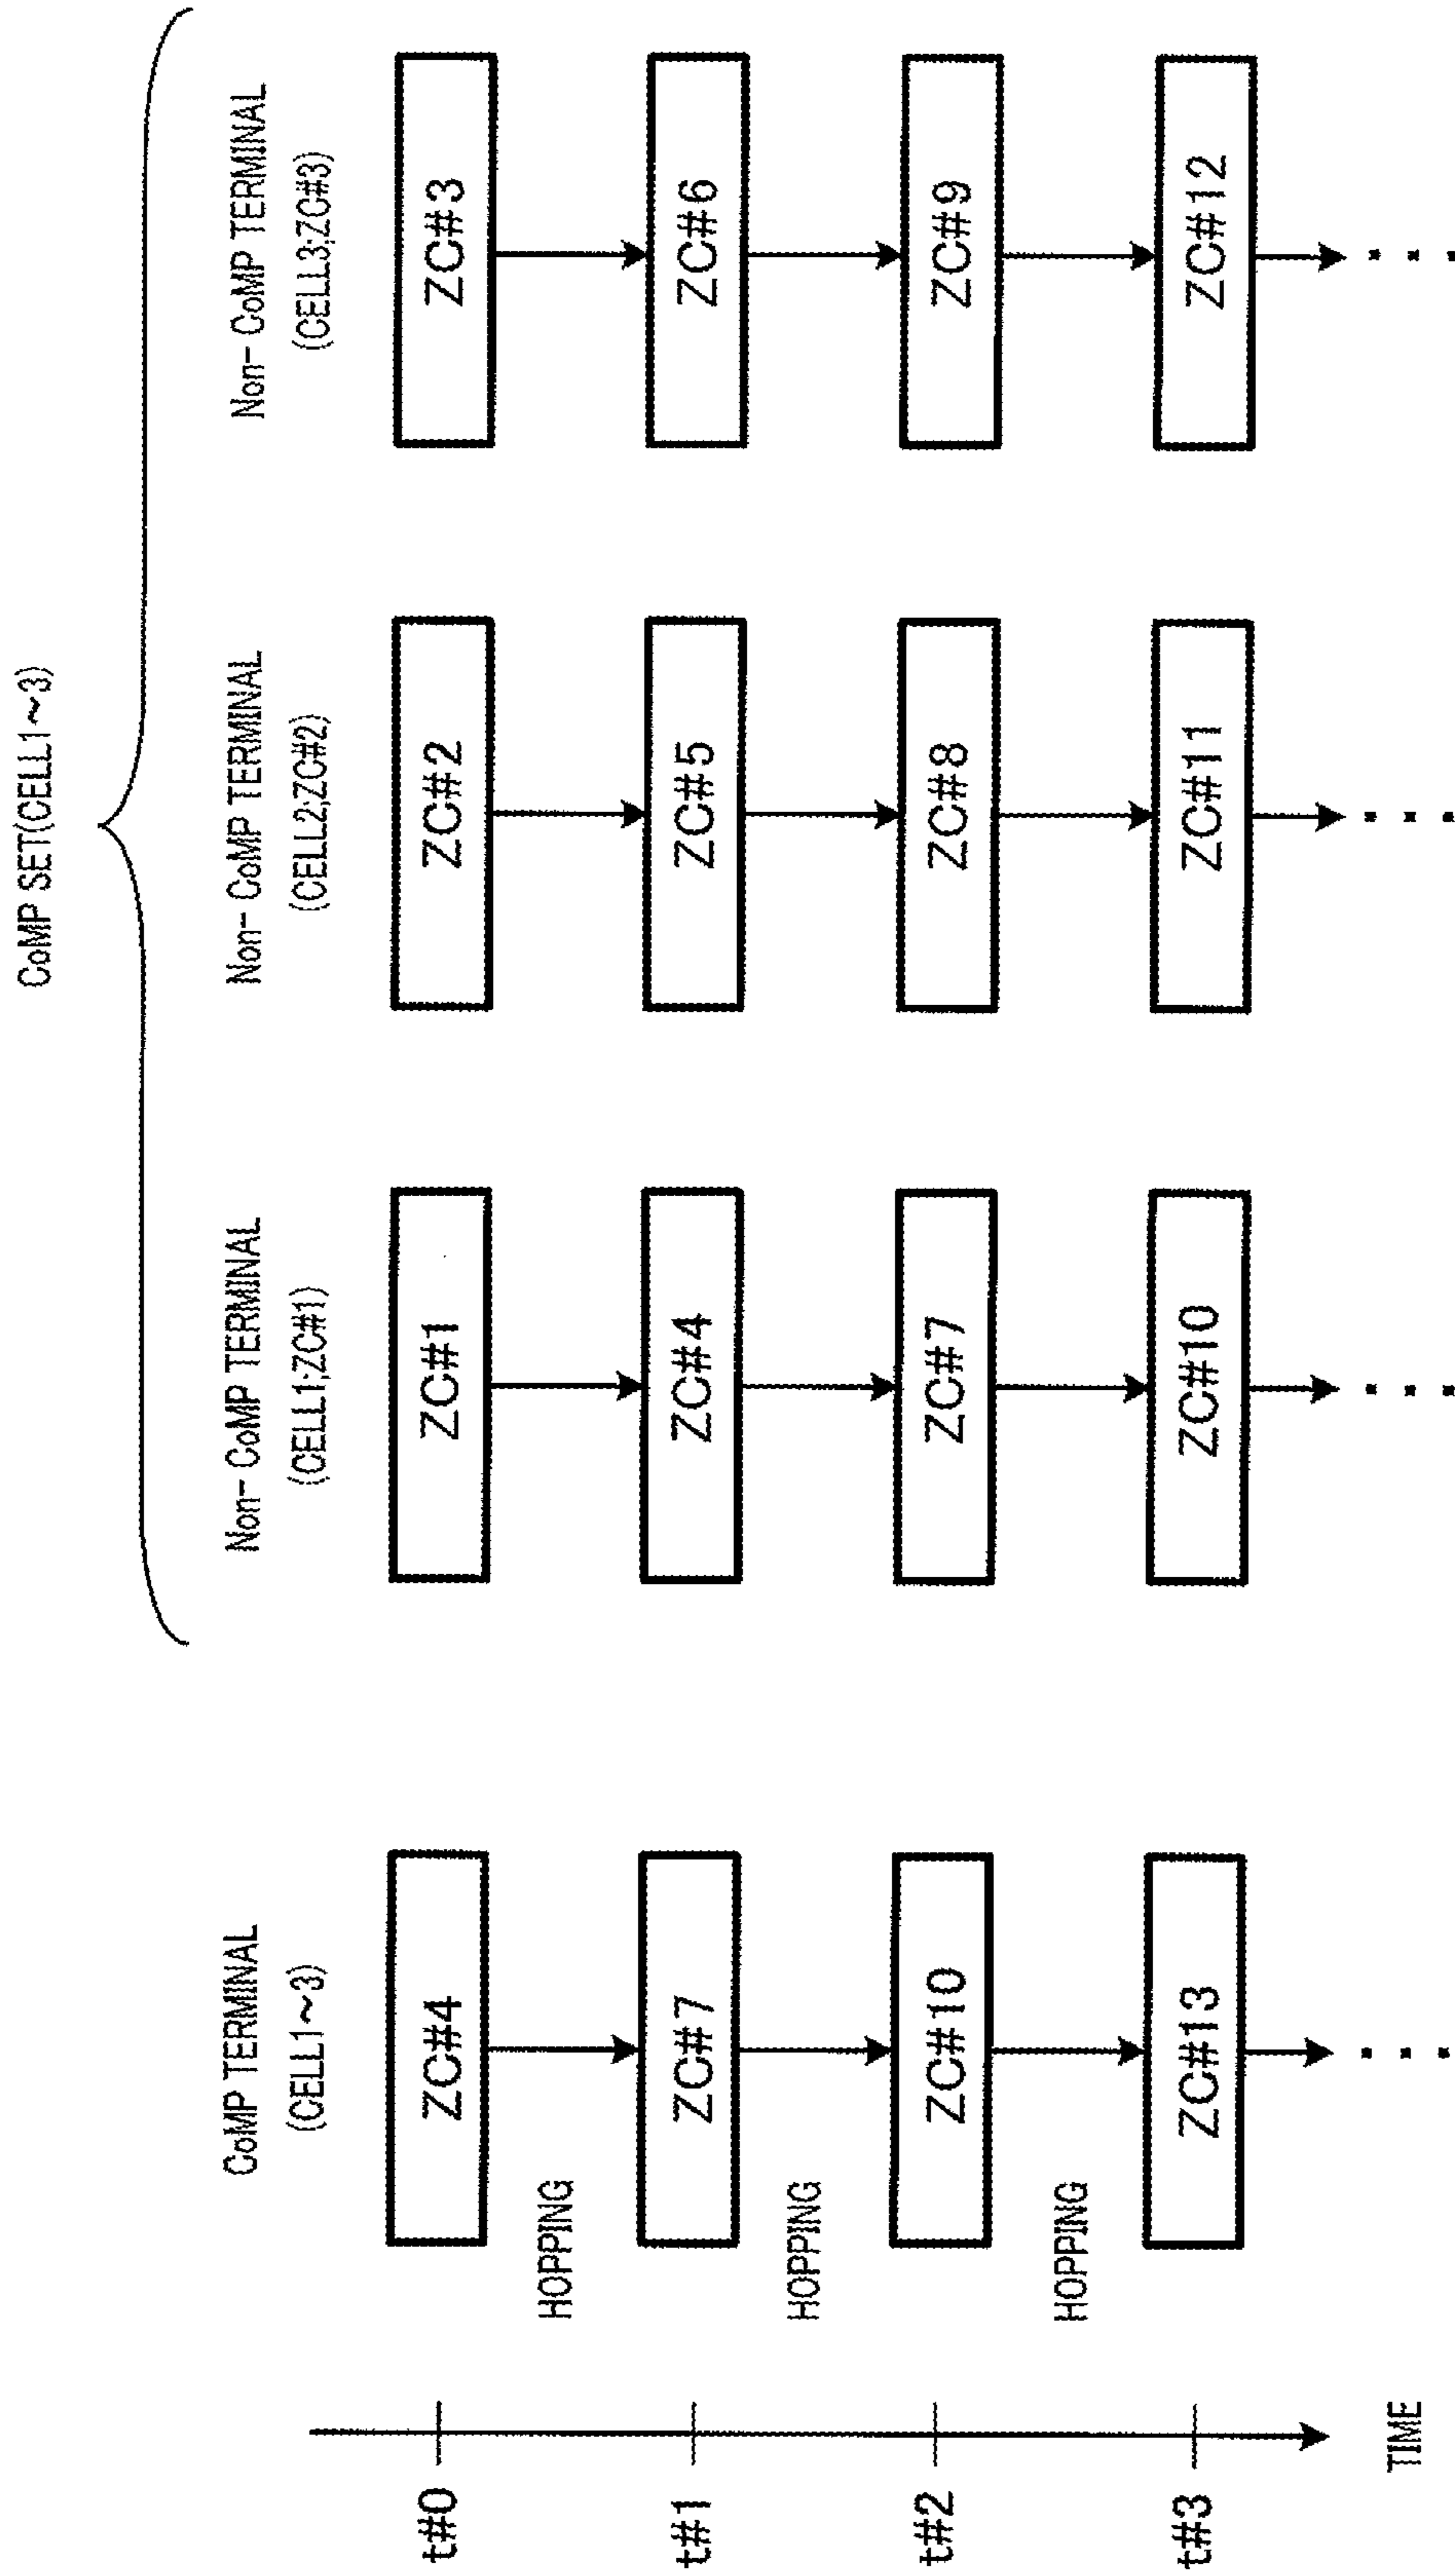 CoMP SET(CELL1~3)
CoMP TERMINAL
(CELL1~3)
Non- CoMP TERMINAL
(CELL1;ZC#1)
Non- CoMP TERMINAL
(CELL2;ZC#2)
Non- CoMP TERMINAL
(CELL3;ZC#3)
t#0
ZC#4
ZC#1
ZC#2
ZC#3
HOPPING
t#1
ZC#7
ZC#4
ZC#5
ZC#6
HOPPING
t#2
ZC#10
ZC#7
ZC#8
ZC#9
HOPPING
t#3
ZC#13
ZC#10
ZC#11
ZC#12
TIME